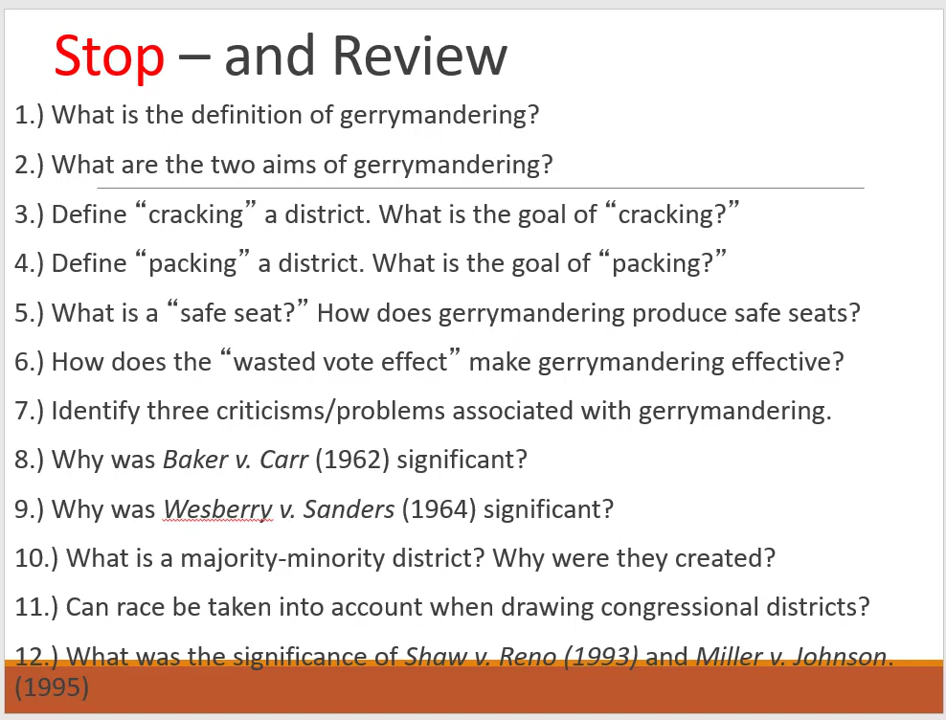 Stop – and Review
1.) What is the definition of gerrymandering?
2.) What are the two aims of gerrymandering?
3.) Define “cracking” a district. What is the goal of “cracking?”
4.) Define “packing” a district. What is the goal of “packing?”
5.) What is a “safe seat?” How does gerrymandering produce safe seats?
6.) How does the “wasted vote effect” make gerrymandering effective?
7.) Identify three criticisms/problems associated with gerrymandering.
8.) Why was Baker v. Carr (1962) significant?
9.) Why was Wesberry v. Sanders (1964) significant?
10.) What is a majority-minority district? Why were they created?
11.) Can race be taken into account when drawing congressional districts?
12.) What was the significance of Shaw v. Reno (1993) and Miller v. Johnson.
(1995)